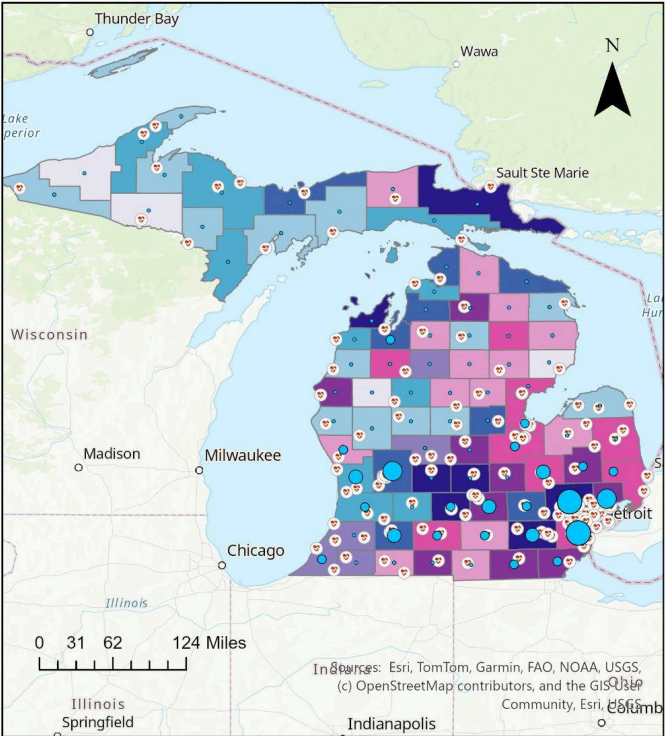 Thunder Bay
Wawa
N
Lake
perior
Sault Ste Marie
Wisconsin
Madison
Milwaukee
etroit
Chicago
Illinois
0 31 62 124 Miles
Indiana
Sources: Esri, TomTom, Garmin, FAO, NOAA, USGS,
(c) OpenStreetMap contributors, and the GIS User
Ohio
Community, Esri, USGS
Columb
Illinois
Springfield
Indianapolis